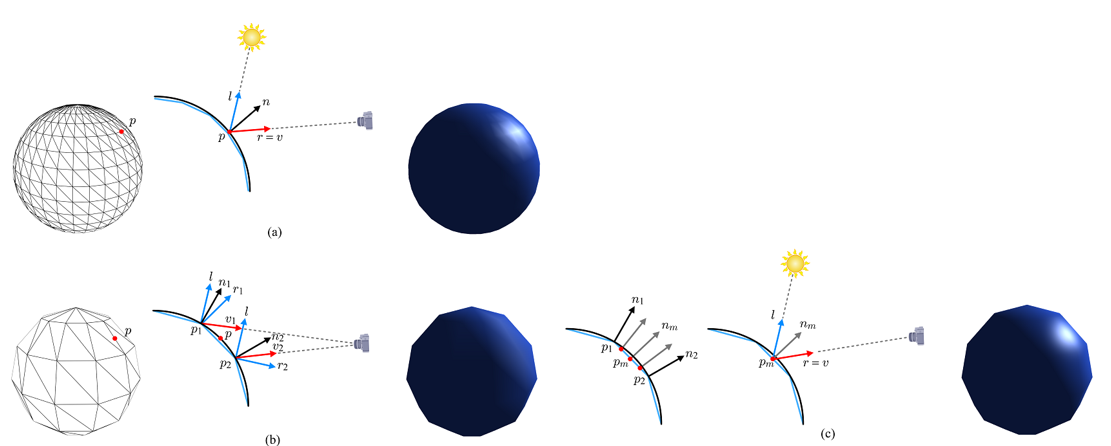 p
l
n
p
r = v
(a)
p
l
n₁
r₁
l
v₁
p₁
p
n₂
v₂
p₂
r₂
(b)
n₁
nₘ
p₁
pₘ
p₂
n₂
l
nₘ
pₘ
r = v
(c)